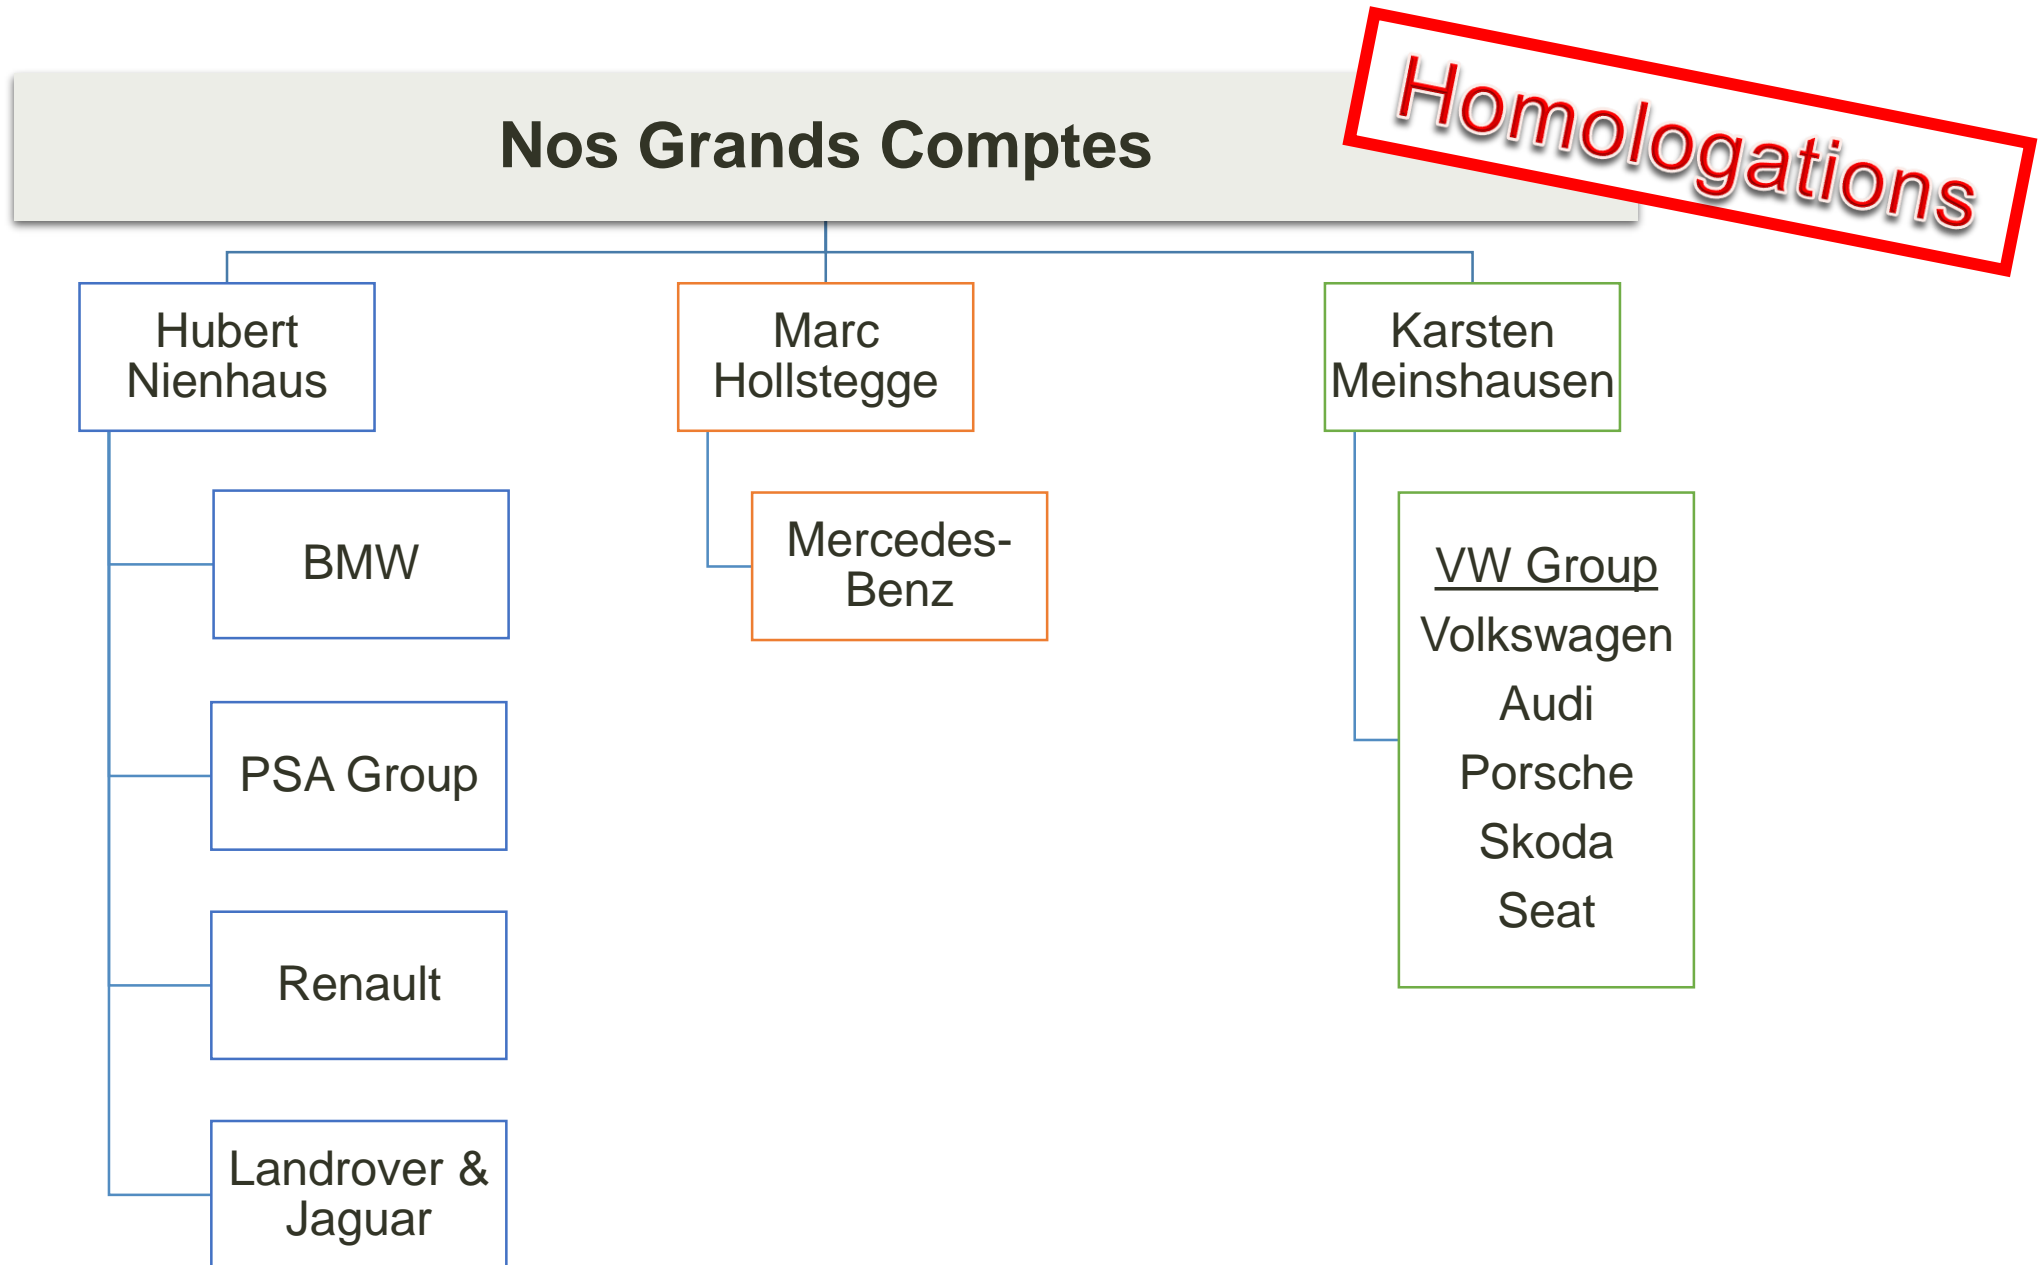 Nos Grands Comptes
Homologations
Hubert
Nienhaus
Marc
Hollstegge
Karsten
Meinshausen
BMW
PSA Group
Renault
Landrover &
Jaguar
Mercedes-
Benz
VW Group
Volkswagen
Audi
Porsche
Skoda
Seat